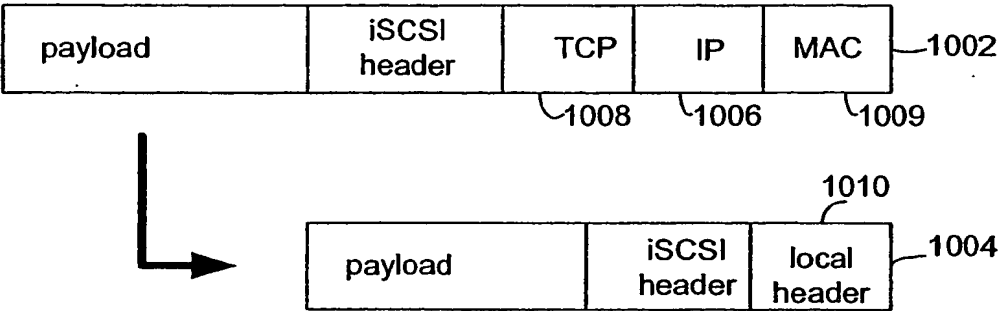 payload
iSCSI
header
TCP
IP
MAC
1002
1008
1006
1009
1010
payload
iSCSI
header
local
header
1004